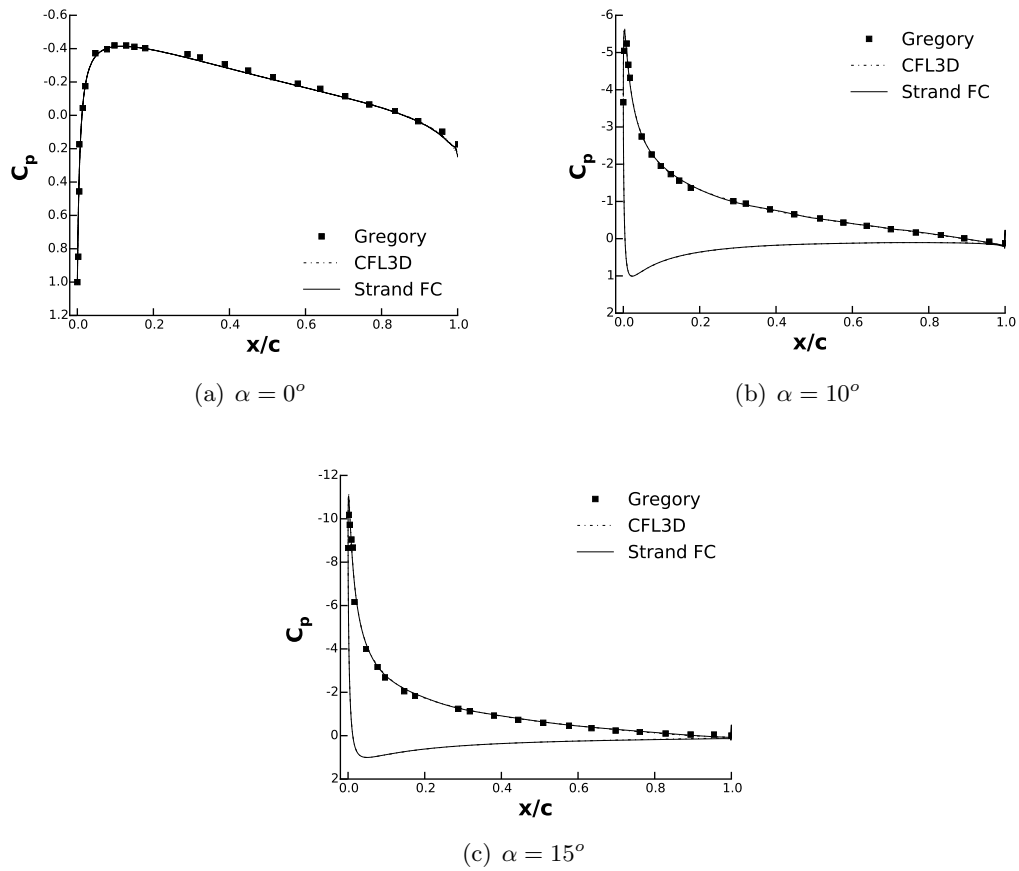 -0.6
-0.4
-0.2
0.0
0.2
0.4
0.6
0.8
1.0
1.2
Cp
Gregory
CFL3D
Strand FC
0.0 0.2 0.4 0.6 0.8 1.0
x/c
(a) α = 0º
-6
-5
-4
-3
-2
-1
0
1
2
Cp
Gregory
CFL3D
Strand FC
0.0 0.2 0.4 0.6 0.8 1.0
x/c
(b) α = 10º
-12
-10
-8
-6
-4
-2
0
2
Cp
Gregory
CFL3D
Strand FC
0.0 0.2 0.4 0.6 0.8 1.0
x/c
(c) α = 15º